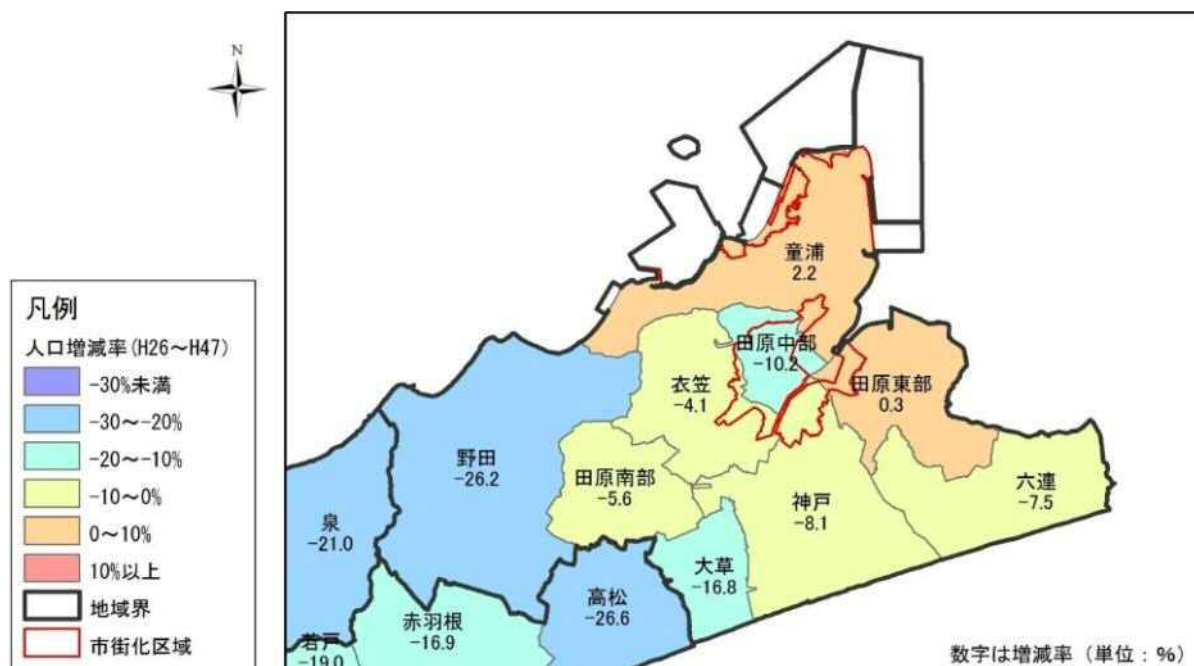 N
童浦
2.2
田原中部
-10.2
田原東部
0.3
衣笠
-4.1
野田
-26.2
田原南部
-5.6
神戸
-8.1
六連
-7.5
泉
-21.0
大草
-16.8
高松
-26.6
赤羽根
-16.9
若戸
-19.0
凡例
人口増減率(H26~H47)
-30%未満
-30~-20%
-20~-10%
-10~0%
0~10%
10%以上
地域界
市街化区域
数字は増減率（単位：%）